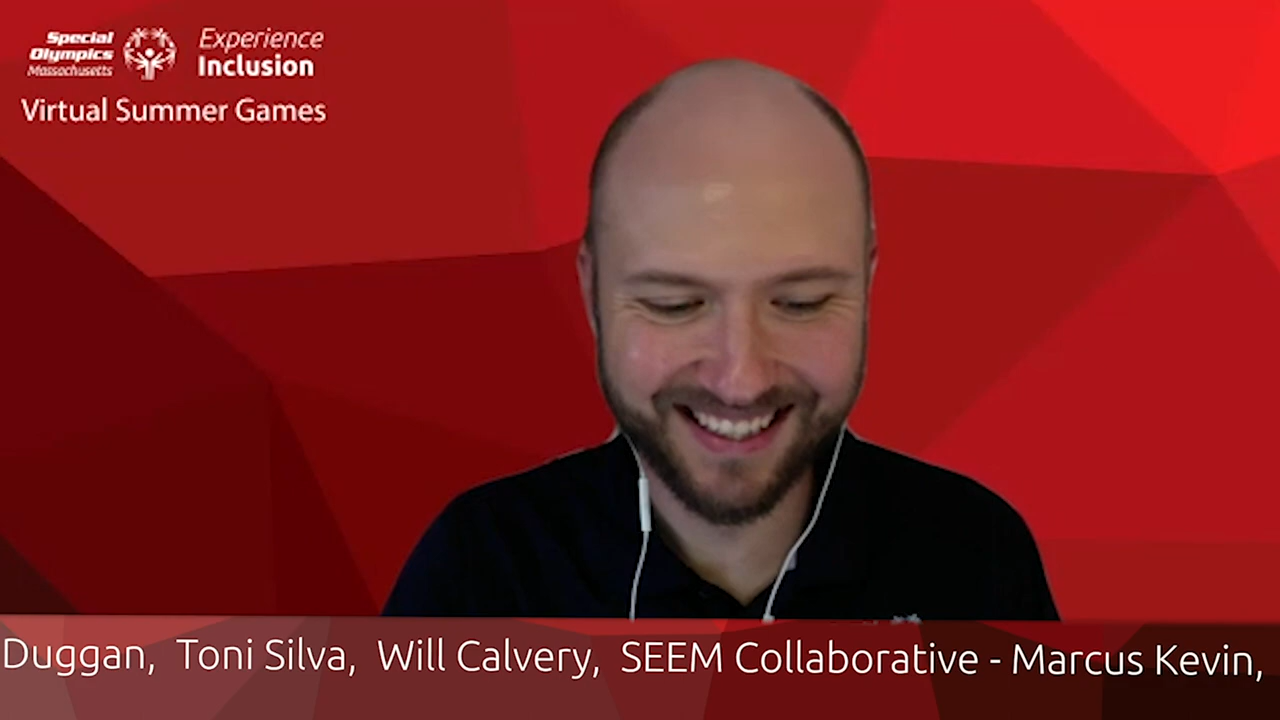 Special
Olympics
Massachusetts
Experience
Inclusion
Virtual Summer Games
Duggan, Toni Silva, Will Calvery, SEEM Collaborative - Marcus Kevin,